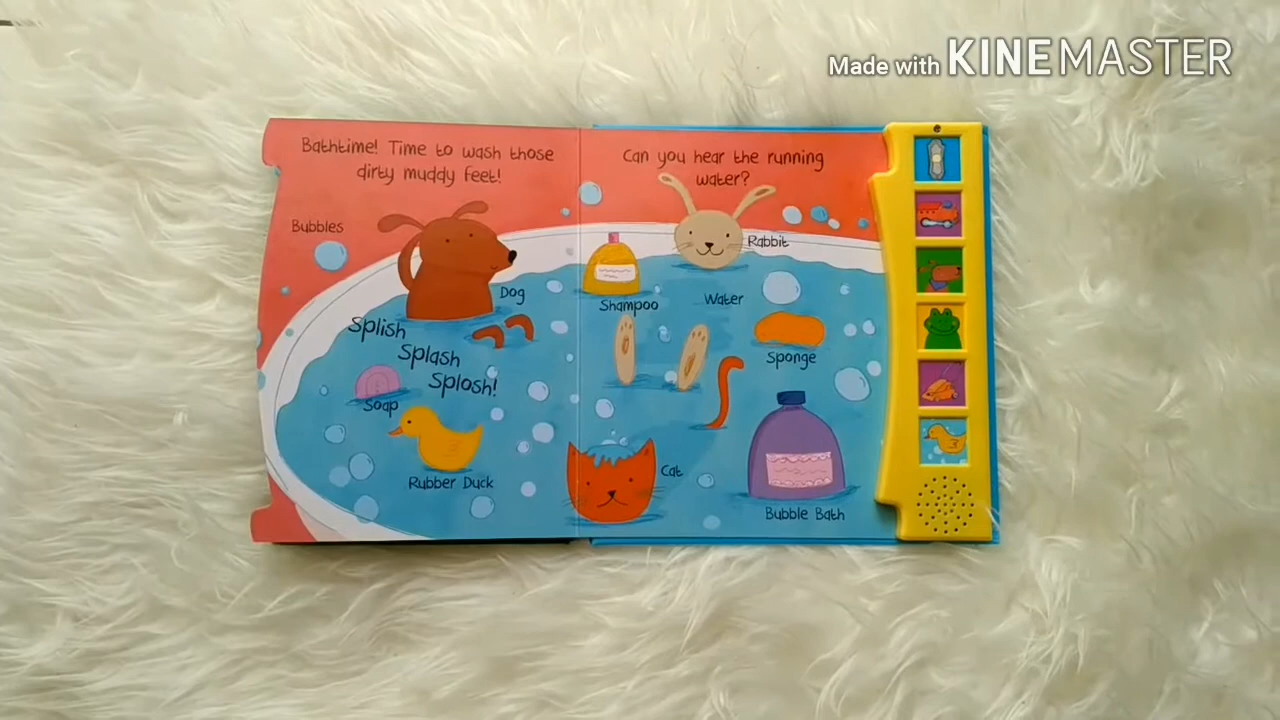 Made with KINEMASTER
Bathtime! Time to wash those
dirty muddy feet!
Bubbles
Dog
Splish
Splash
Splosh!
Soap
Rubber Duck
Can you hear the running
water?
Rabbit
Shampoo
Water
Sponge
Cat
Bubble Bath